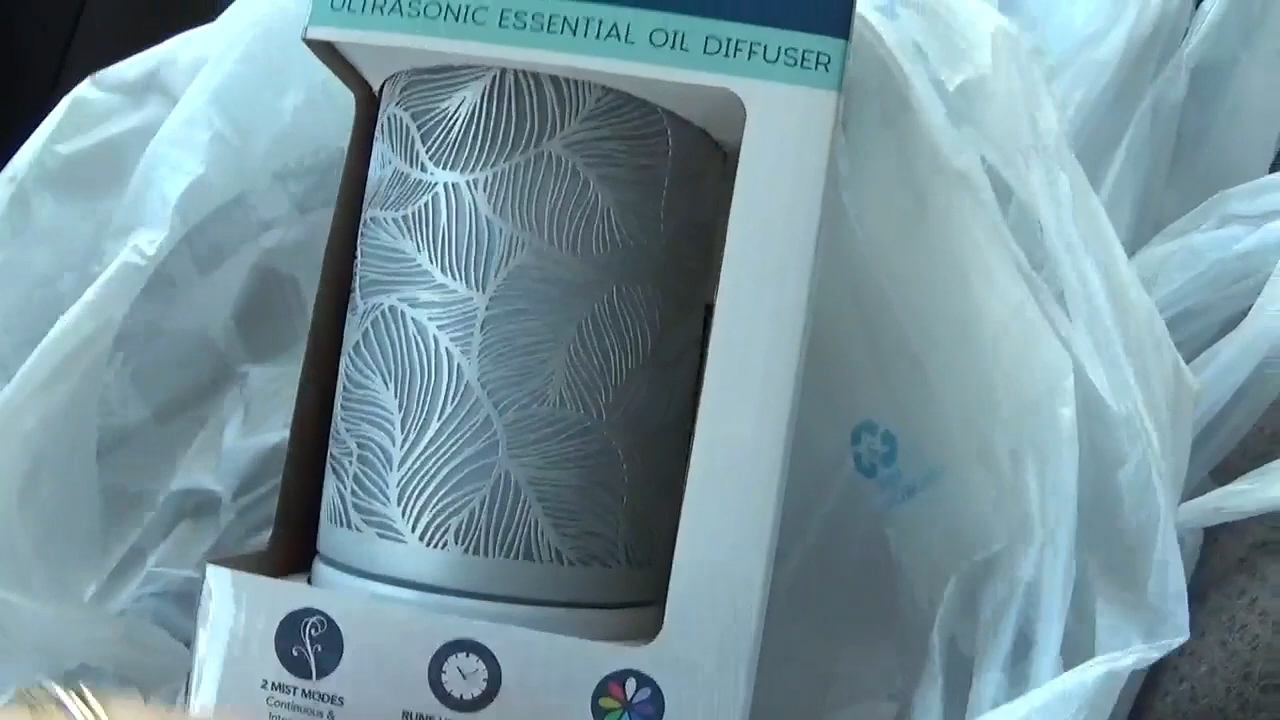 ULTRASONIC ESSENTIAL OIL DIFFUSER
2 MIST MODES
Continuous &